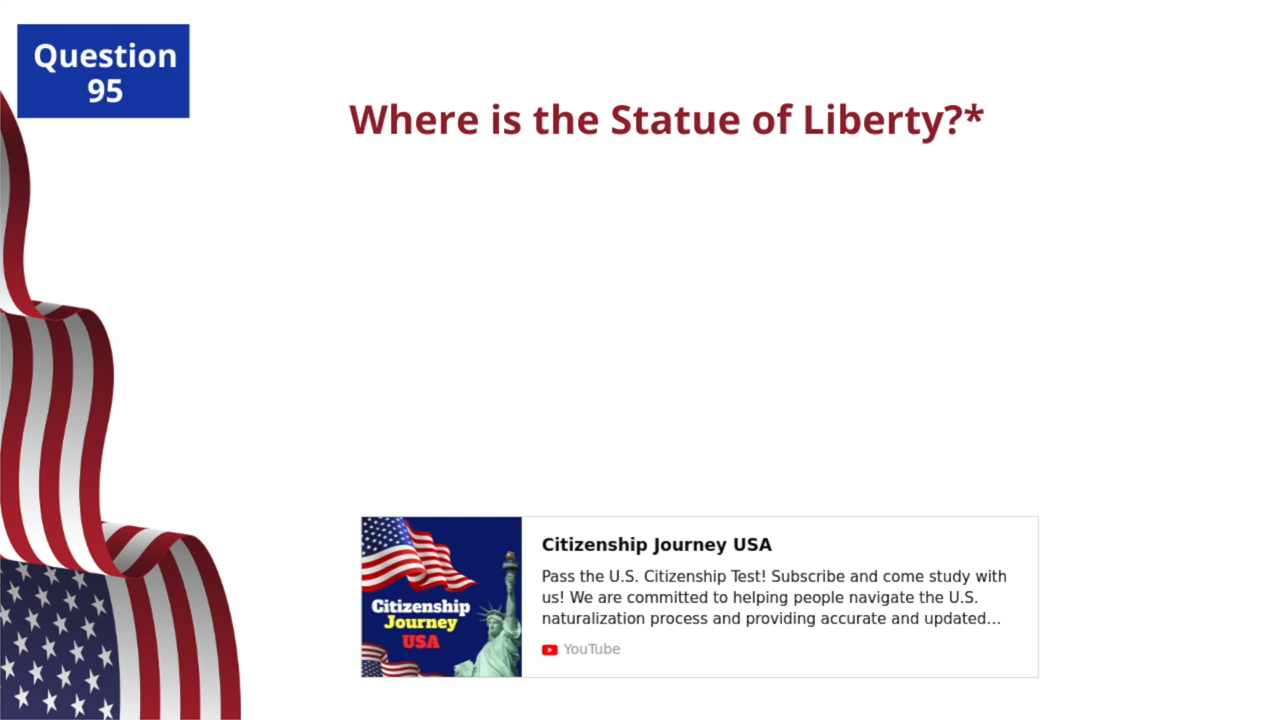 Question
95
Where is the Statue of Liberty?*
Citizenship
Journey
USA
Citizenship Journey USA
Pass the U.S. Citizenship Test! Subscribe and come study with
us! We are committed to helping people navigate the U.S.
naturalization process and providing accurate and updated...
YouTube